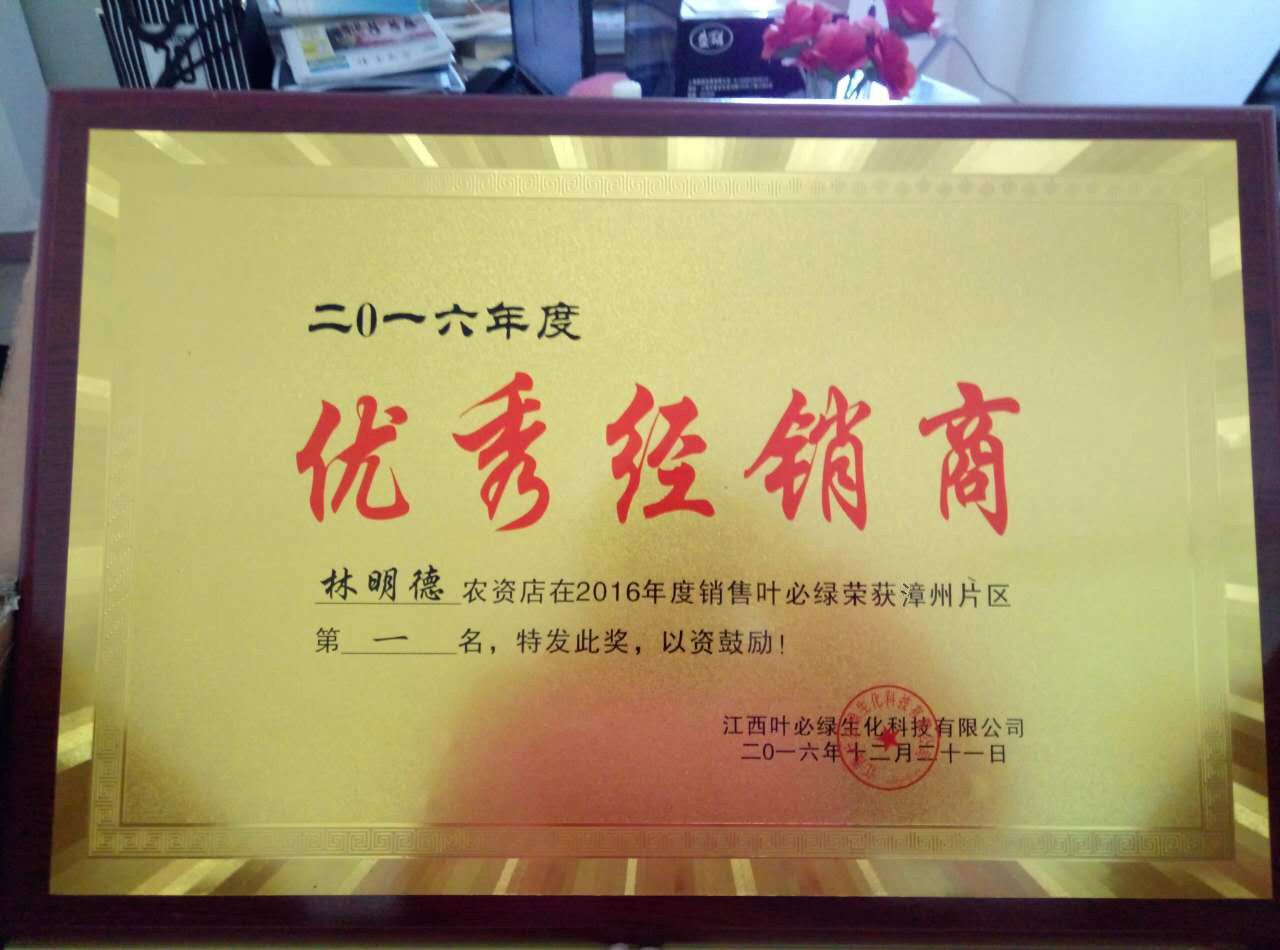 二0一六年度
优秀经销商
林明德农资店在2016年度销售叶必绿荣获漳州片区
第一名，特发此奖，以资鼓励！
江西叶必绿生化科技有限公司
二0一六年十二月二十一日